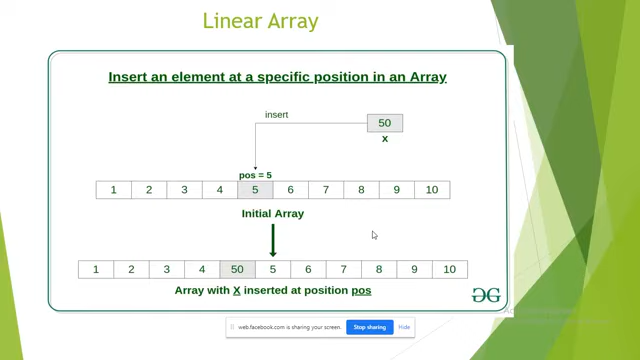 Linear Array
Insert an element at a specific position in an Array
insert
50
x
pos = 5
1 2 3 4 5 6 7 8 9 10
Initial Array
1 2 3 4 50 5 6 7 8 9 10
Array with X inserted at position pos
web.facebook.com is sharing your screen. Stop sharing Hide